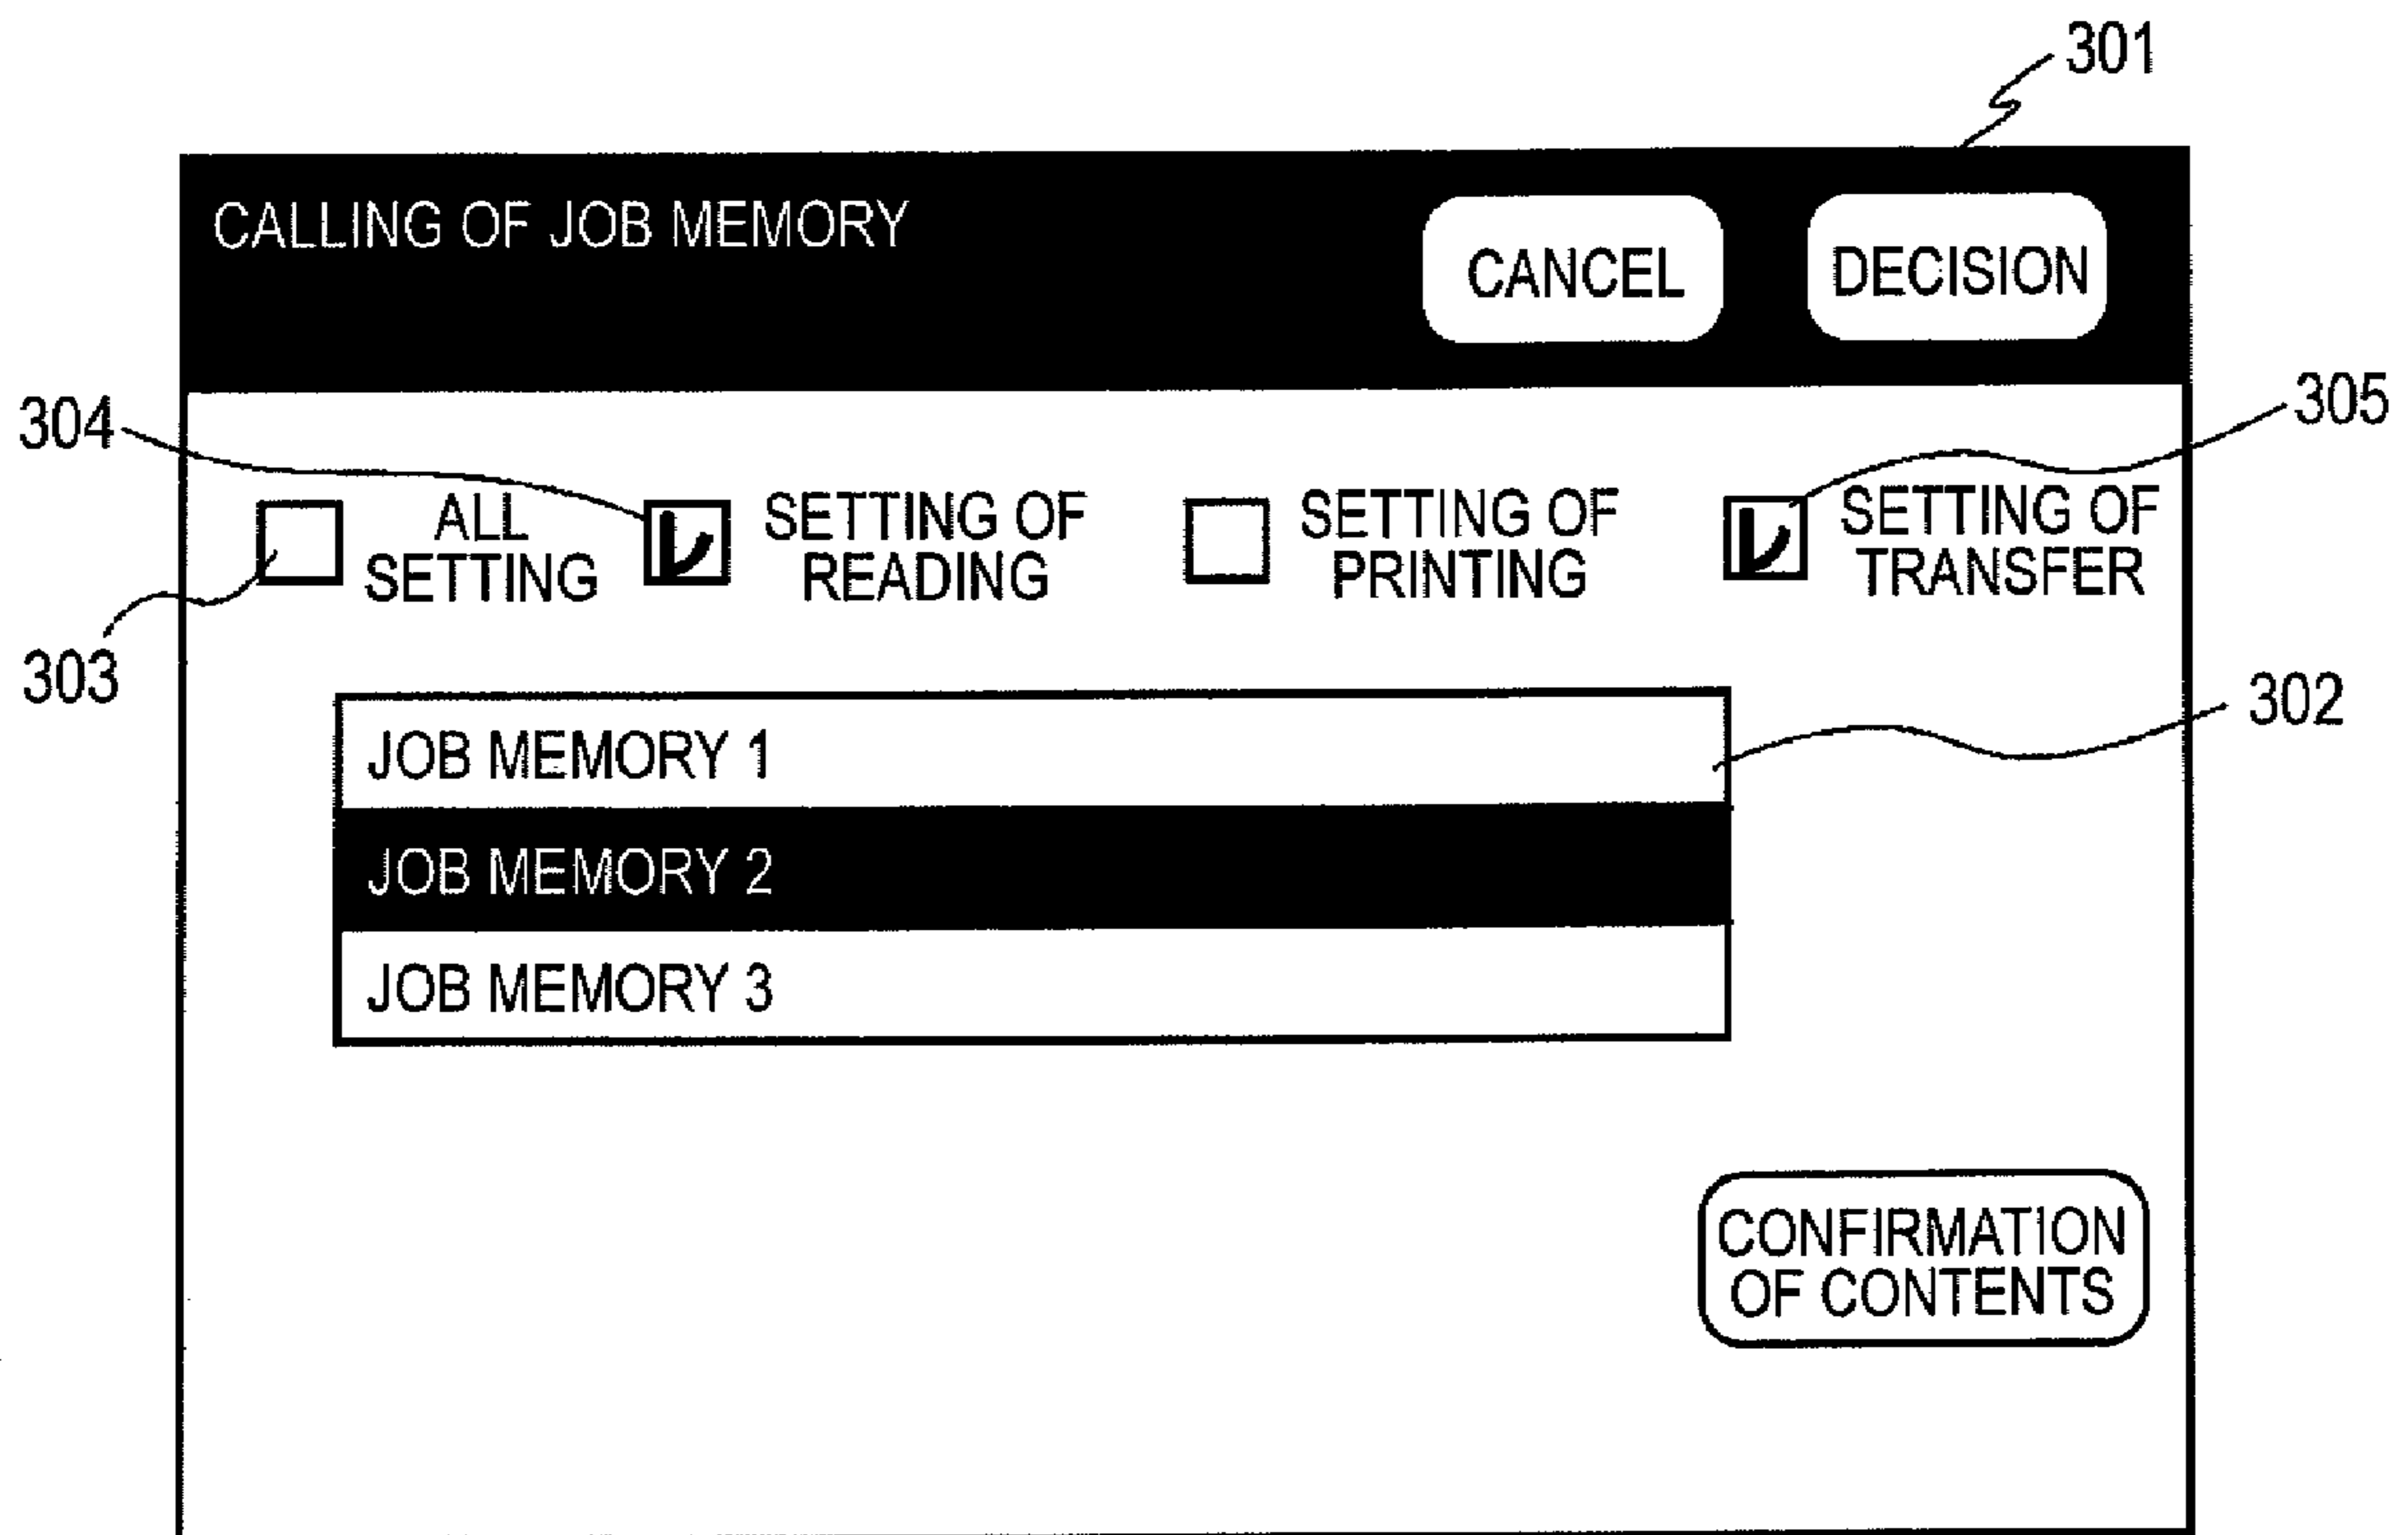 301
CALLING OF JOB MEMORY
CANCEL
DECISION
304
305
ALL
SETTING
SETTING OF
READING
SETTING OF
PRINTING
SETTING OF
TRANSFER
303
302
JOB MEMORY 1
JOB MEMORY 2
JOB MEMORY 3
CONFIRMATION
OF CONTENTS